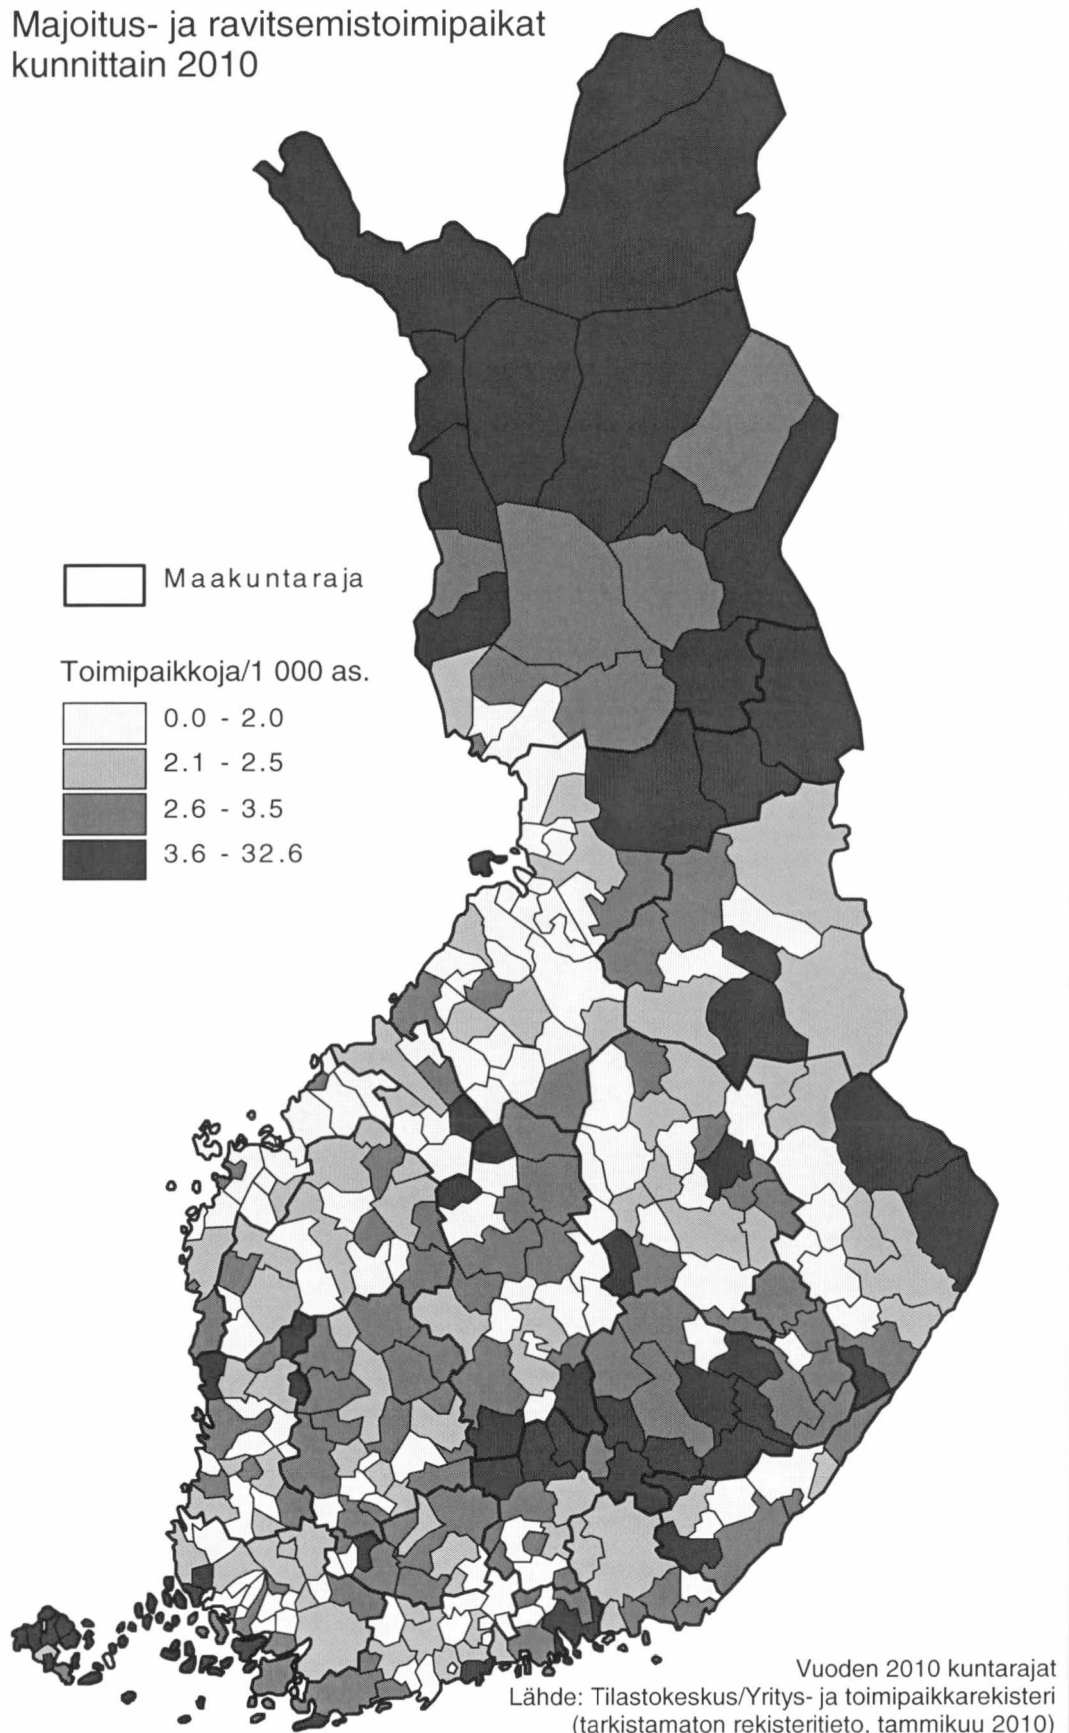 Majoitus- ja ravitsemistoimipaikat
kunnittain 2010
Maakuntaraja
Toimipaikkoja/1 000 as.
0.0 - 2.0
2.1 - 2.5
2.6 - 3.5
3.6 - 32.6
Vuoden 2010 kuntarajat
Lähde: Tilastokeskus/Yritys- ja toimipaikkarekisteri
(tarkistamaton rekisteritieto, tammikuu 2010)